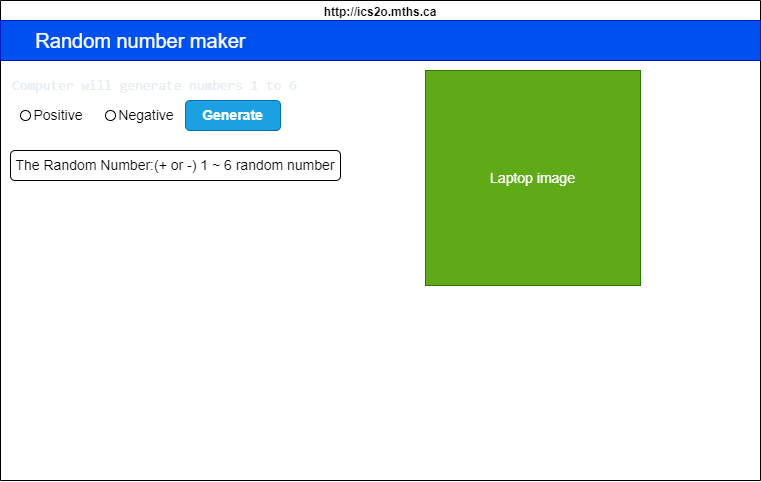 http://ics2o.mths.ca
Random number maker
Computer will generate numbers 1 to 6
Positive
Negative
Generate
The Random Number:(+ or -) 1 ~ 6 random number
Laptop image